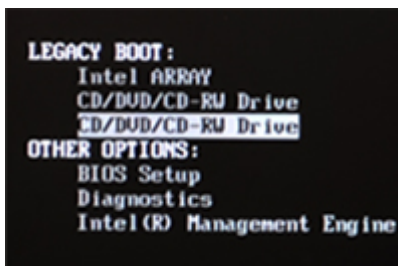 LEGACY BOOT:
Intel ARRAY
CD/DVD/CD-RW Drive
CD/DVD/CD-RW Drive
OTHER OPTIONS:
BIOS Setup
Diagnostics
Intel(R) Management Engine